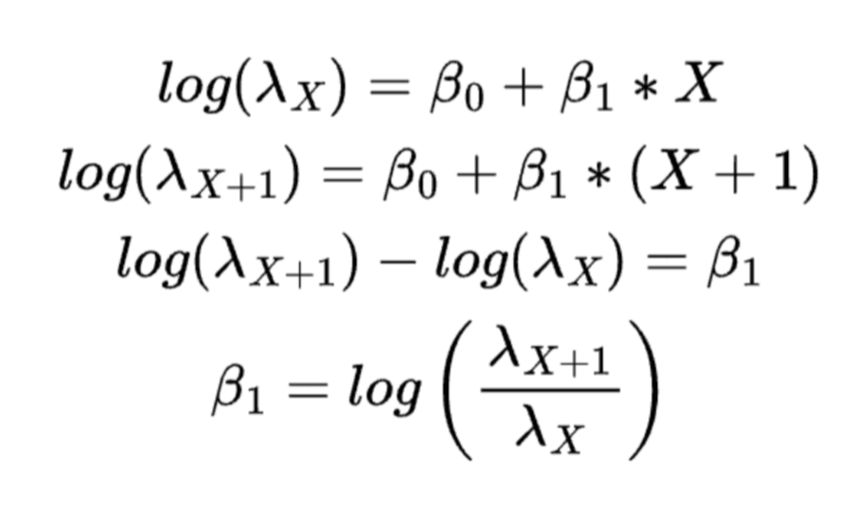 log(λ_X) = β_0 + β_1 * X
log(λ_{X+1}) = β_0 + β_1 * (X + 1)
log(λ_{X+1}) − log(λ_X) = β_1
β_1 = log(λ_{X+1} / λ_X)